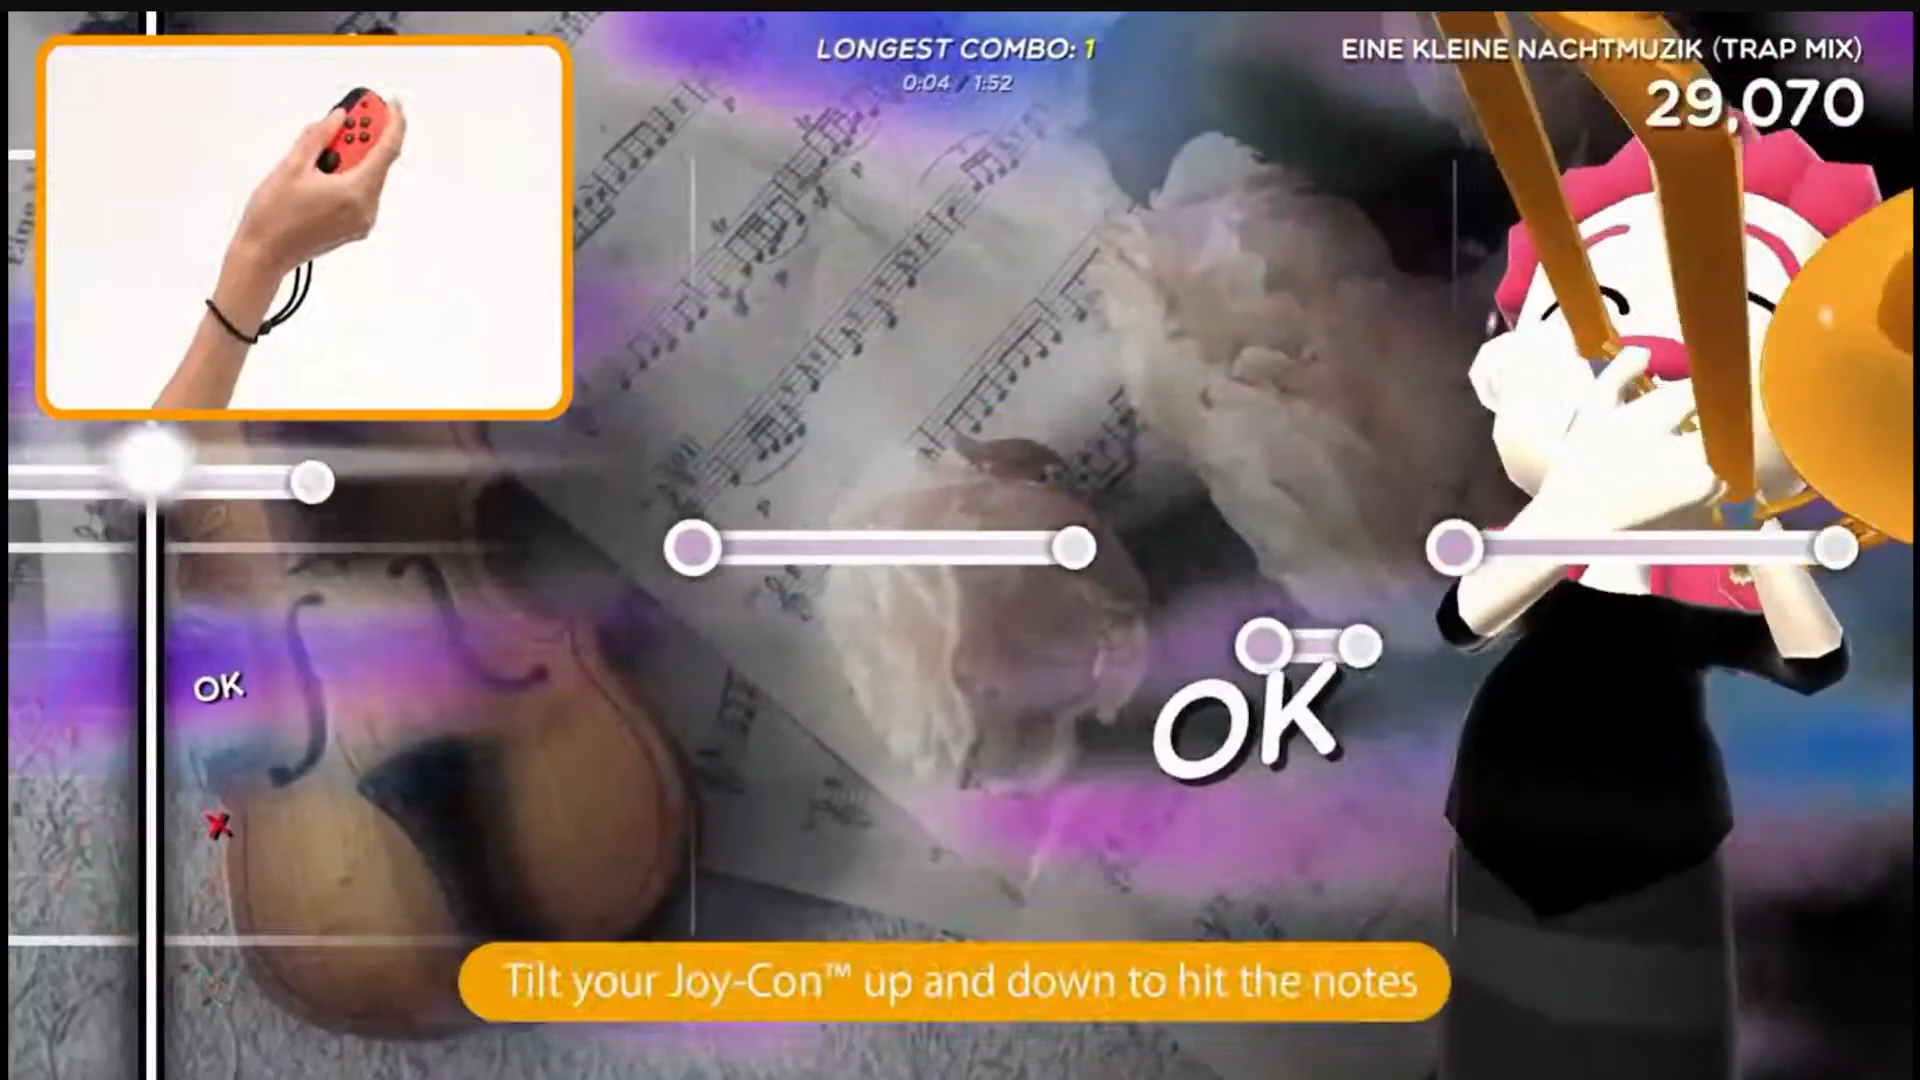 LONGEST COMBO: 1
0:04 / 1:52
EINE KLEINE NACHTMUZIK (TRAP MIX)
29,070
Eine
OK
OK
Tilt your Joy-Con™ up and down to hit the notes